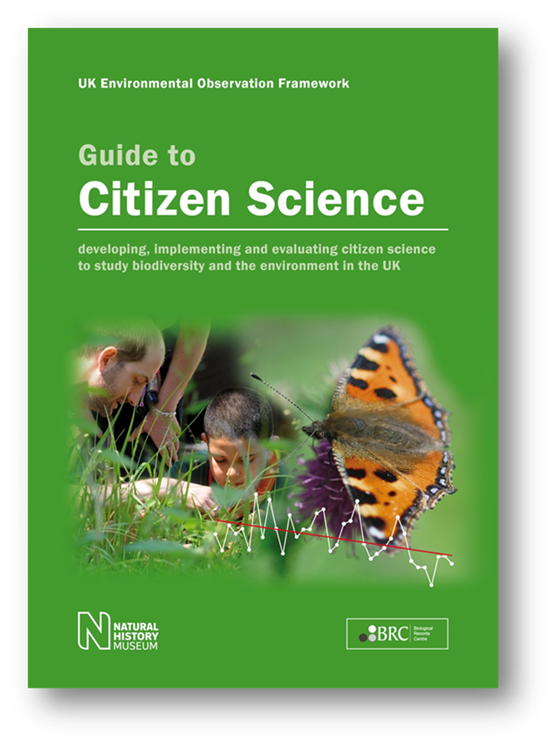 UK Environmental Observation Framework
Guide to
Citizen Science
developing, implementing and evaluating citizen science
to study biodiversity and the environment in the UK
NATURAL
HISTORY
MUSEUM
BRC
Biological
Records
Centre